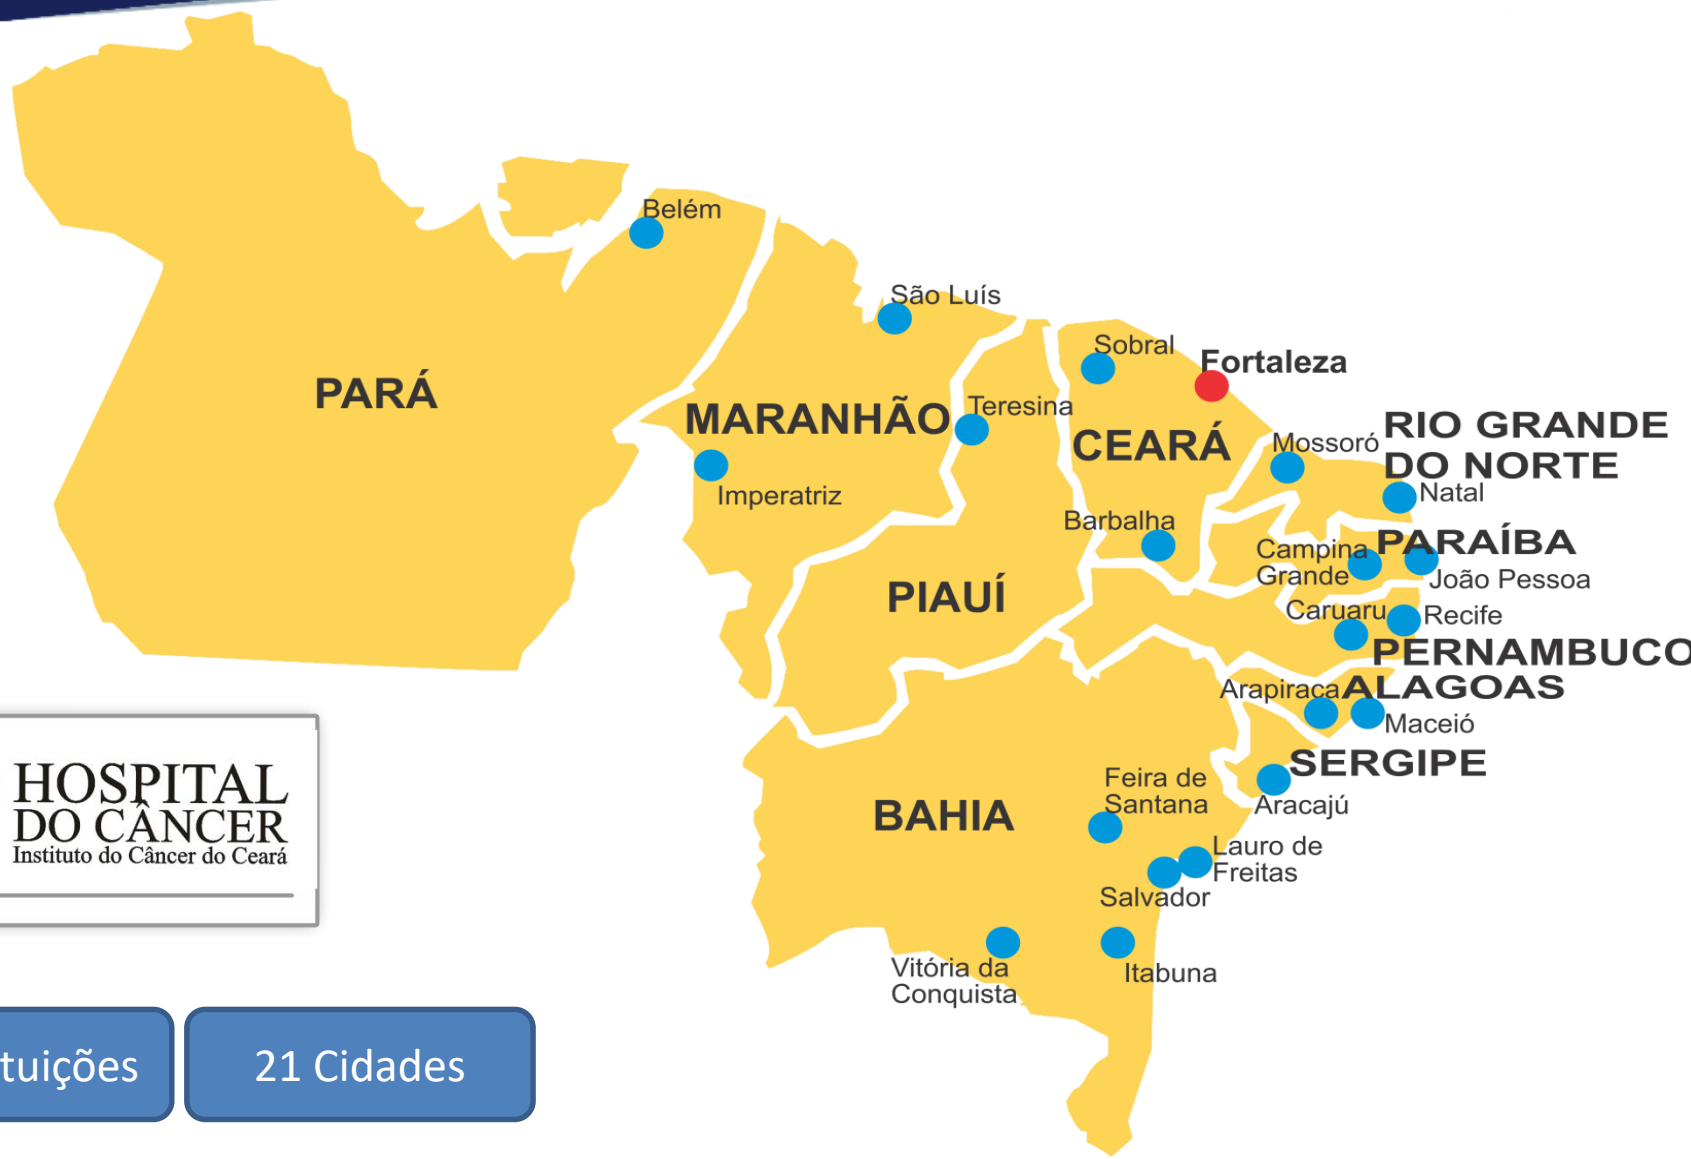 Belém
São Luís
Sobral
Fortaleza
PARÁ
MARANHÃO
Teresina
CEARÁ
Mossoró
RIO GRANDE
DO NORTE
Natal
Imperatriz
Barbalha
Campina
Grande
PARAÍBA
João Pessoa
PIAUÍ
Caruaru
Recife
PERNAMBUCO
Arapiraca
ALAGOAS
Maceió
SERGIPE
Aracajú
HOSPITAL
DO CÂNCER
Instituto do Câncer do Ceará
BAHIA
Feira de
Santana
Lauro de
Freitas
Salvador
Vitória da
Conquista
Itabuna
tuições
21 Cidades